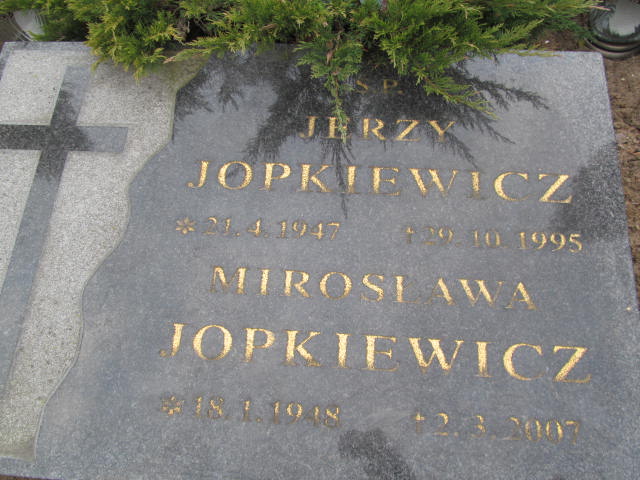 Ś.P.
JERZY
JOPKIEWICZ
* 21.4.1947 †29.10.1995
MIROSŁAWA
JOPKIEWICZ
* 18.1.1948 †2.3.2007